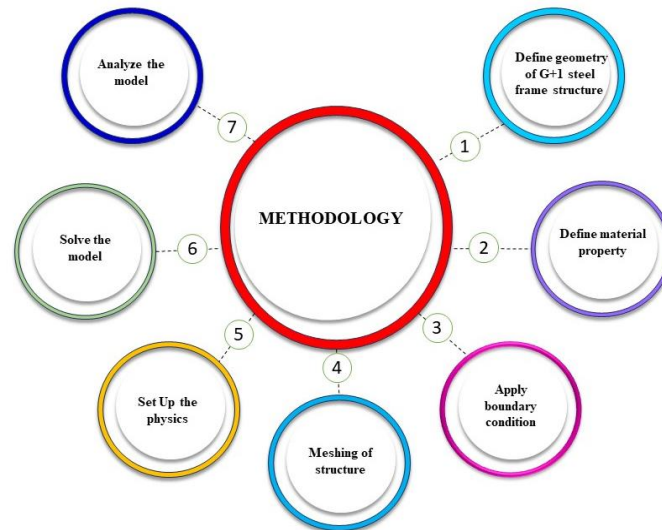 METHODOLOGY
1
Define geometry
of G+1 steel
frame structure
2
Define material
property
3
Apply
boundary
condition
4
Meshing of
structure
5
Set Up the
physics
6
Solve the
model
7
Analyze the
model